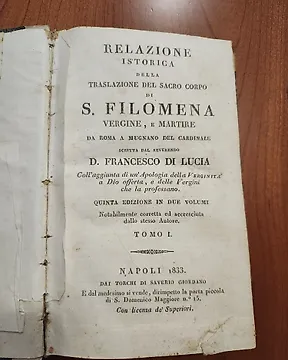 RELAZIONE
ISTORICA
DELLA
TRASLAZIONE DEL SACRO CORPO
DI
S. FILOMENA
VERGINE, E MARTIRE
DA ROMA A MUGNANO DEL CARDINALE
SCRITTA DAL REVERENDO
D. FRANCESCO DI LUCIA
Coll'aggiunta di un'Apologia della VERGINITA'
a Dio offerta, e delle Vergini
che la professano.
QUINTA EDIZIONE IN DUE VOLUMI
Notabilmente corretta ed accresciuta
dallo stesso Autore.
TOMO I.
NAPOLI 1833.
DAI TORCHI DI SAVERIO GIORDANO
E dal medesimo si vende, dirimpetto la porta piccola
di S. Domenico Maggiore n.° 15.
Con licenza de' Superiori.